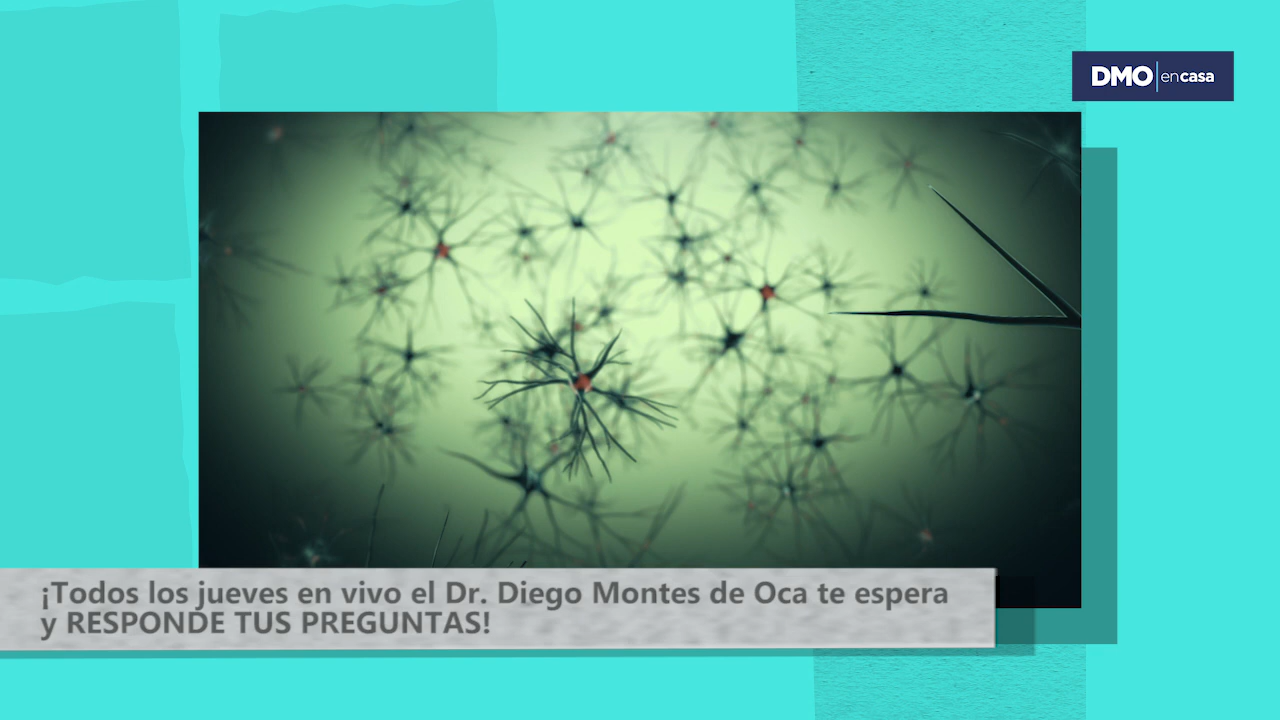 DMO encasa
¡Todos los jueves en vivo el Dr. Diego Montes de Oca te espera
y RESPONDE TUS PREGUNTAS!